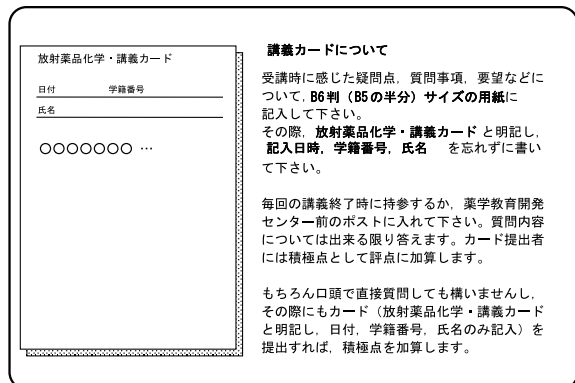 放射薬品化学・講義カード
日付 学籍番号
氏名
○○○○○○○ …
講義カードについて
受講時に感じた疑問点，質問事項，要望などに
ついて，B6判（B5の半分）サイズの用紙に
記入して下さい。
その際，放射薬品化学・講義カード と明記し，
記入日時，学籍番号，氏名 を忘れずに書い
て下さい。
毎回の講義終了時に持参するか，薬学教育開発
センター前のポストに入れて下さい。質問内容
については出来る限り答えます。カード提出者
には積極点として評点に加算します。
もちろん口頭で直接質問しても構いませんし，
その際にもカード（放射薬品化学・講義カード
と明記し，日付，学籍番号，氏名のみ記入）を
提出すれば，積極点を加算します。